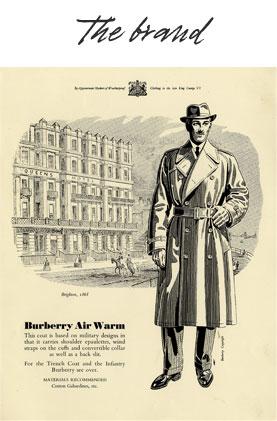 The brand
By Appointment Makers of Weatherproof Clothing to the late King George VI
QUEENS
Brighton, 1868
Burberry Air Warm
This coat is based on military designs in
that it carries shoulder epaulettes, wind
straps on the cuffs and convertible collar
as well as a back slit.
For the Trench Coat and the Infantry
Burberry see over.
MATERIALS RECOMMENDED
Cotton Gabardines, etc.